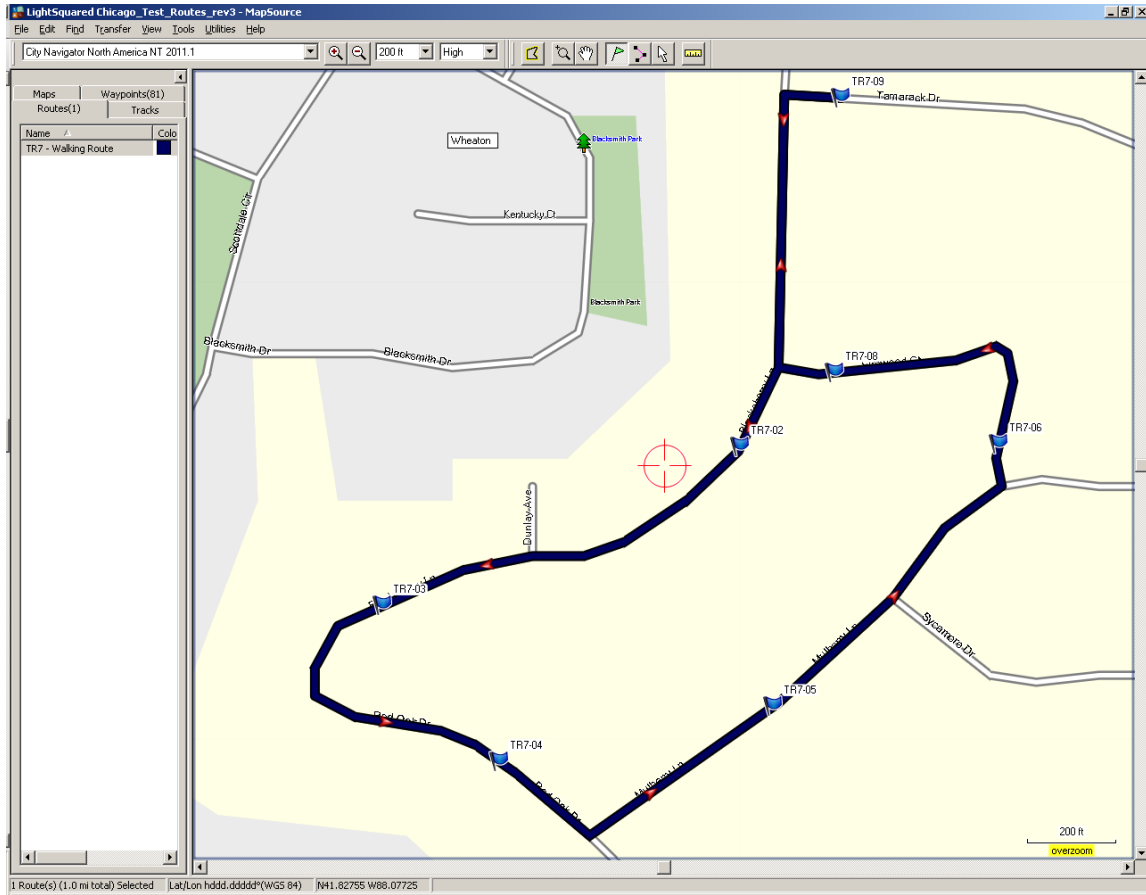 LightSquared Chicago_Test_Routes_rev3 - MapSource
File Edit Find Transfer View Tools Utilities Help
City Navigator North America NT 2011.1 200 ft High
Maps Waypoints(81)
Routes(1) Tracks
Name Colo
TR7 - Walking Route
TR7-09
Tamarack Dr
Wheaton
Blacksmith Park
Scottdale Cir
Kentucky Ct
Blacksmith Park
Blacksmith Dr
Blacksmith Dr
TR7-08
TR7-02
TR7-06
Dunlay Ave
TR7-03
Sycamore Dr
Mulberry Ln
TR7-05
Red Oak Dr
TR7-04
Mulberry Ln
Red Oak Dr
200 ft
overzoom
1 Route(s) (1.0 mi total) Selected Lat/Lon hddd.ddddd°(WGS 84) N41.82755 W88.07725